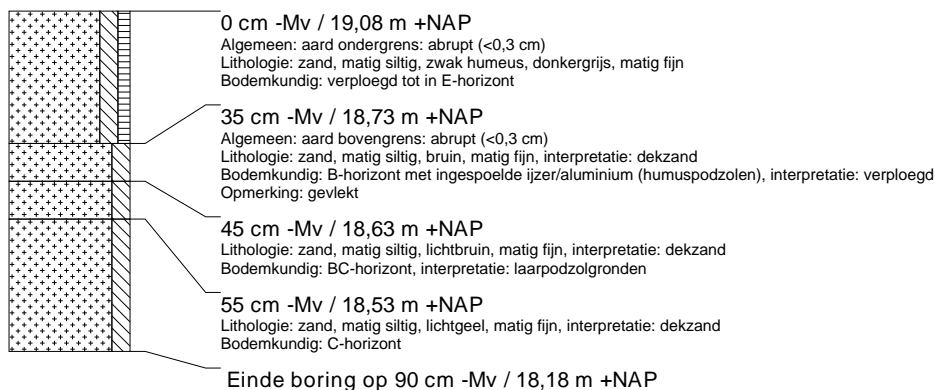 0 cm -Mv / 19,08 m +NAP
Algemeen: aard ondergrens: abrupt (<0,3 cm)
Lithologie: zand, matig siltig, zwak humeus, donkergrijs, matig fijn
Bodemkundig: verploegd tot in E-horizont
35 cm -Mv / 18,73 m +NAP
Algemeen: aard bovengrens: abrupt (<0,3 cm)
Lithologie: zand, matig siltig, bruin, matig fijn, interpretatie: dekzand
Bodemkundig: B-horizont met ingespoelde ijzer/aluminium (humuspodzolen), interpretatie: verploegd
Opmerking: gevlekt
45 cm -Mv / 18,63 m +NAP
Lithologie: zand, matig siltig, lichtbruin, matig fijn, interpretatie: dekzand
Bodemkundig: BC-horizont, interpretatie: laarpodzolgronden
55 cm -Mv / 18,53 m +NAP
Lithologie: zand, matig siltig, lichtgeel, matig fijn, interpretatie: dekzand
Bodemkundig: C-horizont
Einde boring op 90 cm -Mv / 18,18 m +NAP